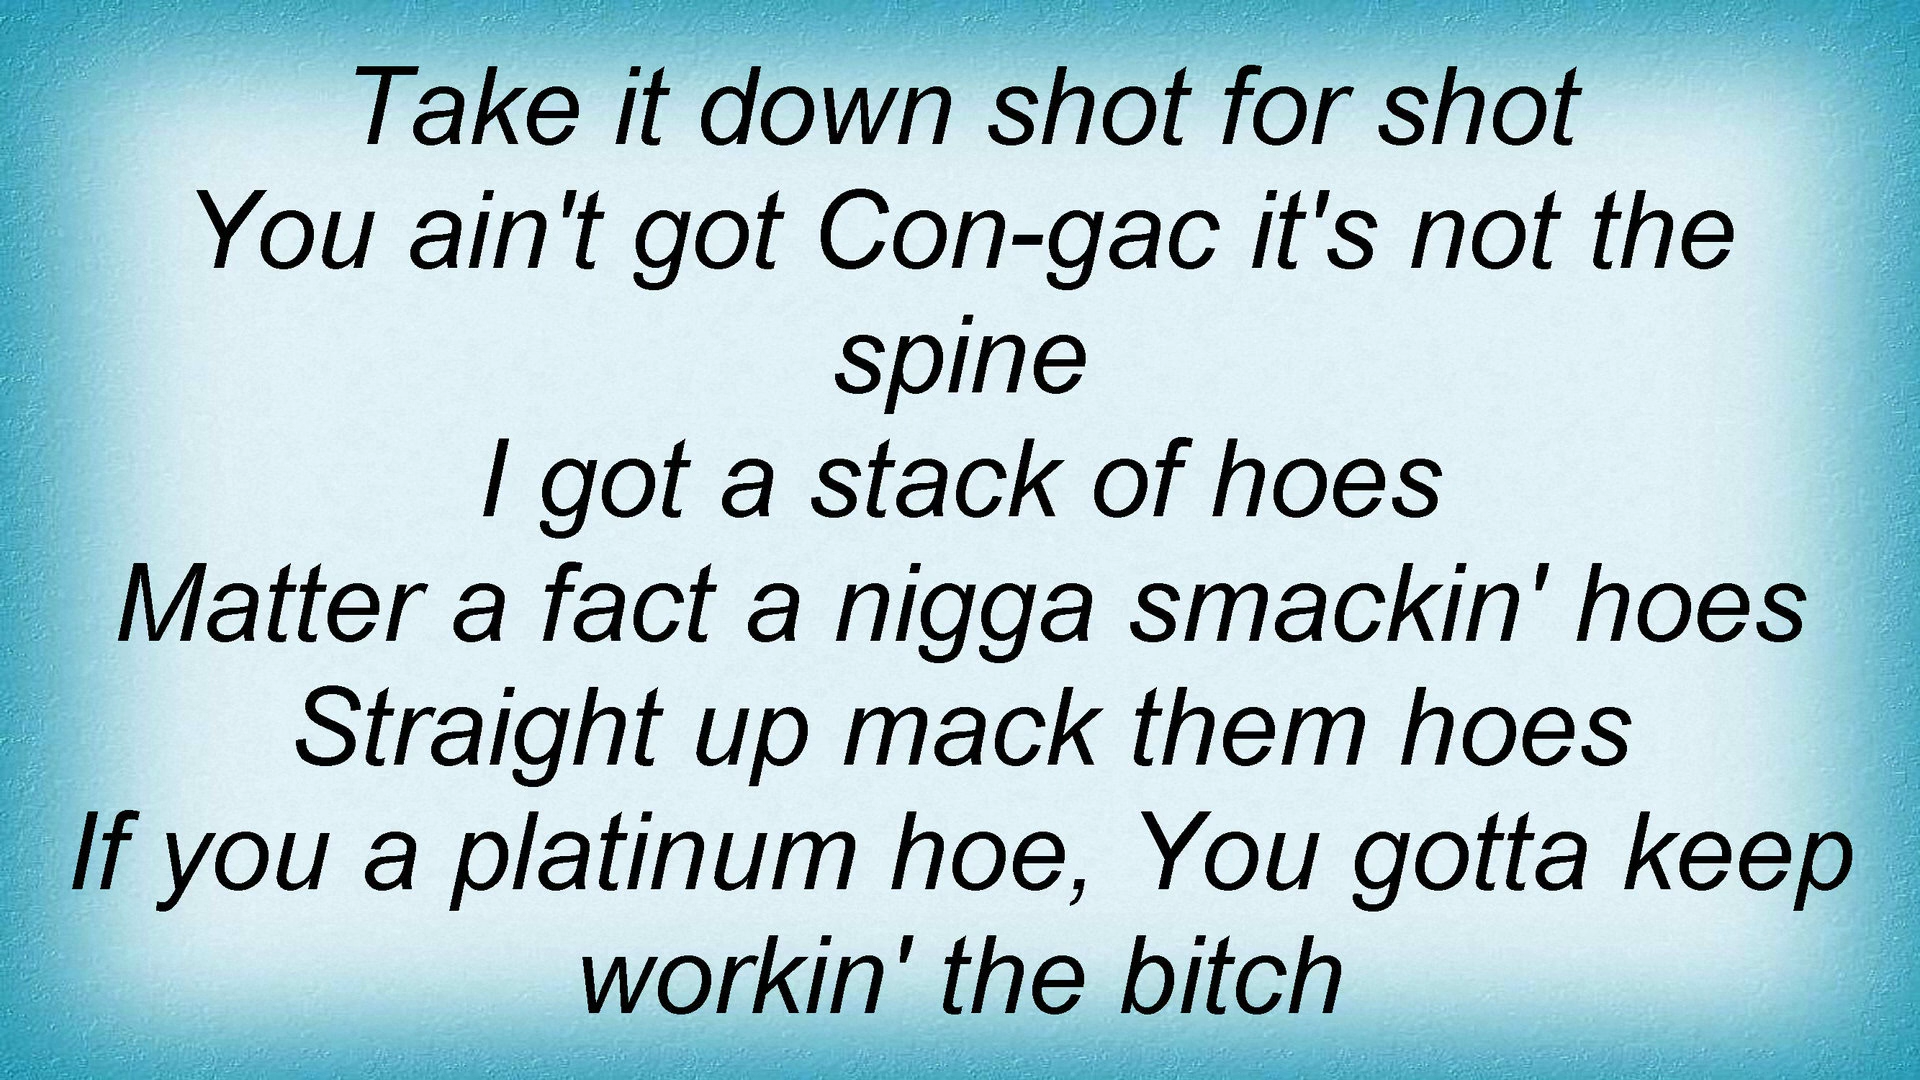 Take it down shot for shot
You ain't got Con-gac it's not the
spine
I got a stack of hoes
Matter a fact a nigga smackin' hoes
Straight up mack them hoes
If you a platinum hoe, You gotta keep
workin' the bitch